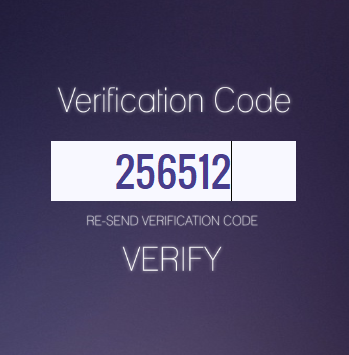 Verification Code
256512
RE-SEND VERIFICATION CODE
VERIFY